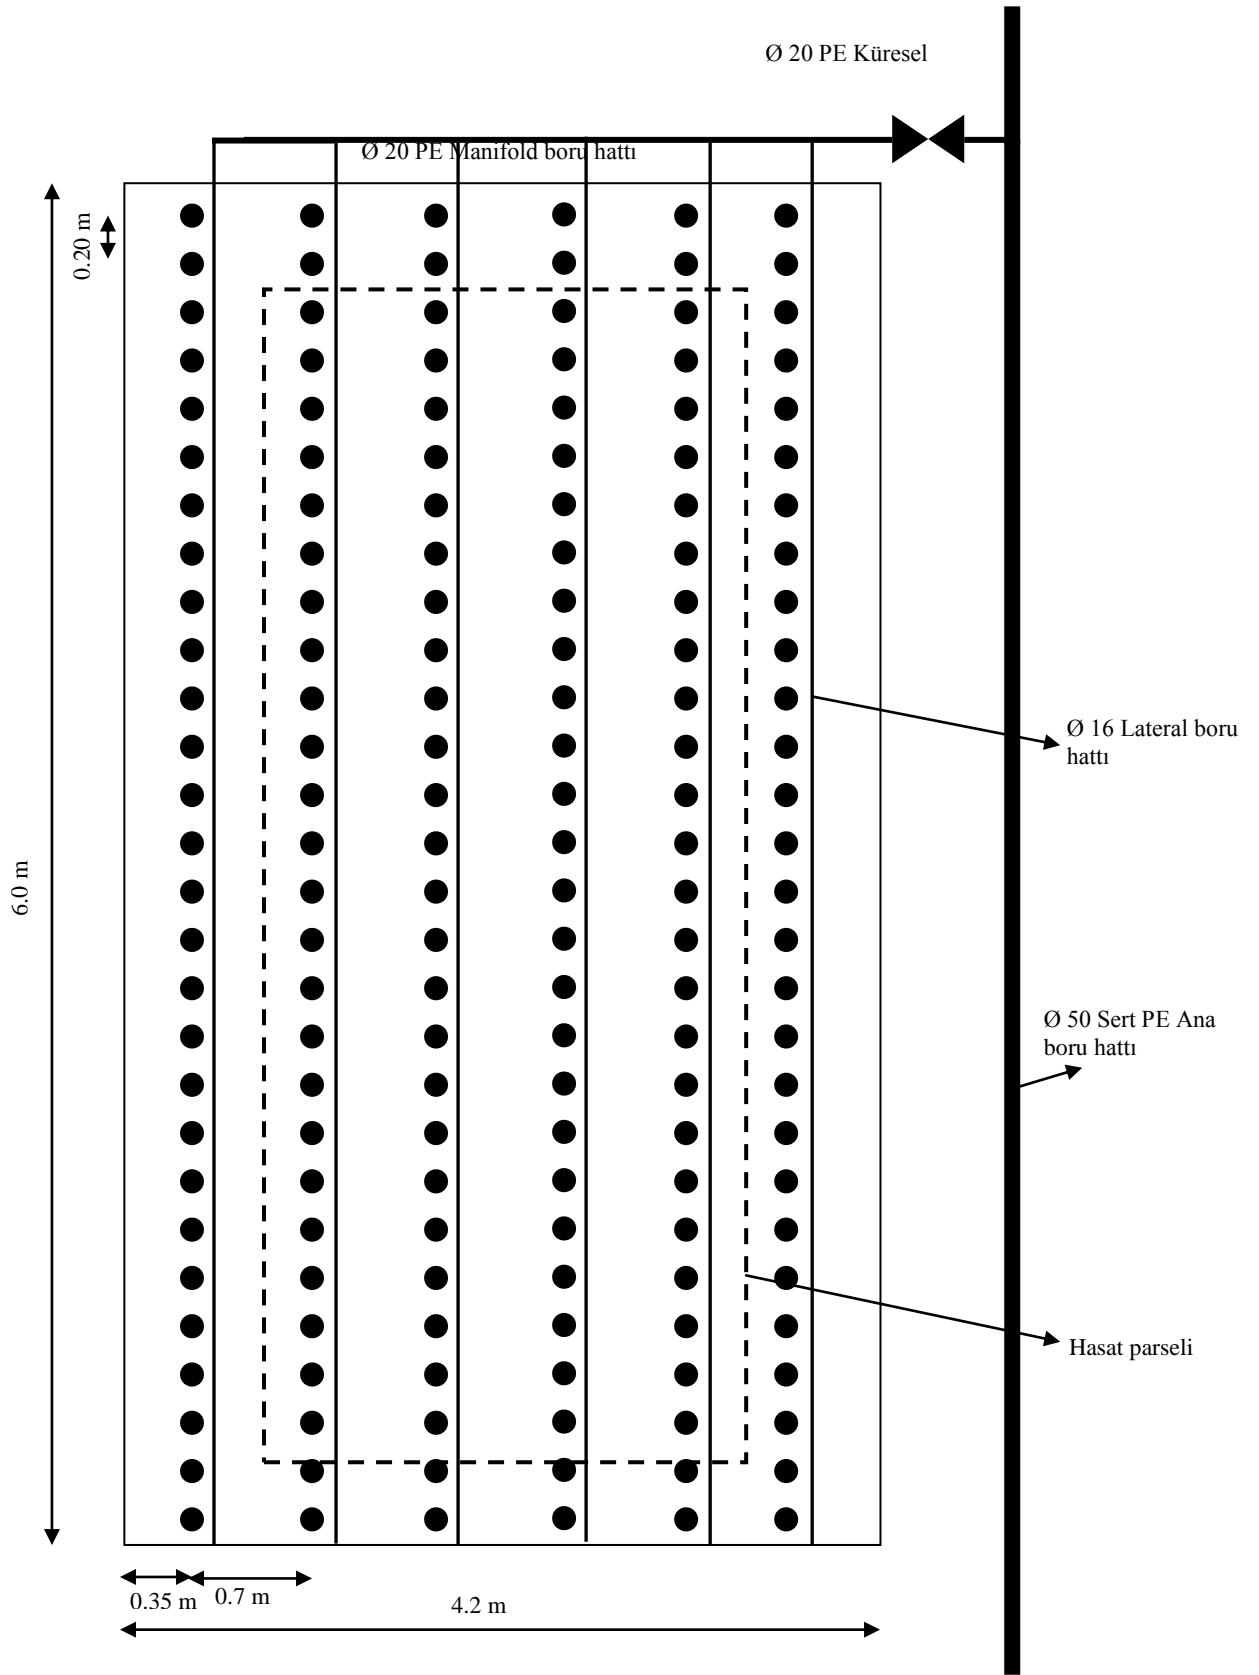 Ø 20 PE Küresel
Ø 20 PE Manifold boru hattı
0.20 m
6.0 m
Ø 16 Lateral boru
hattı
Ø 50 Sert PE Ana
boru hattı
Hasat parseli
0.35 m
0.7 m
4.2 m